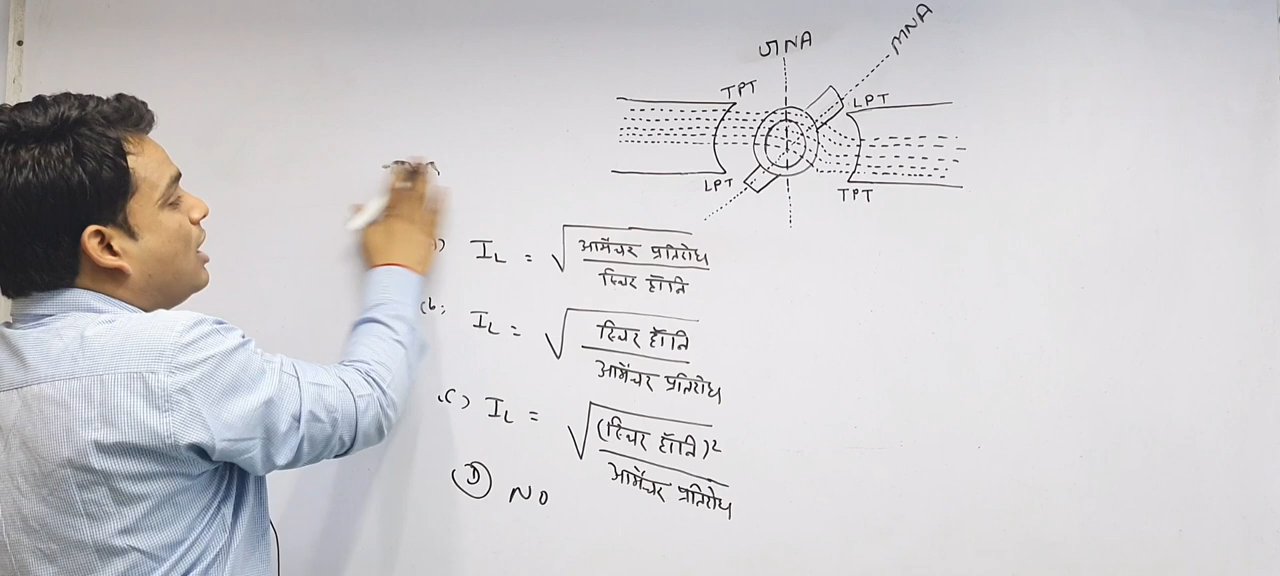 GNA
MNA
TPT
LPT
LPT
TPT
I_L = √(आर्मेचर प्रतिरोध / स्थिर हॉनि)
(b) I_L = √(स्थिर हॉनि / आर्मेचर प्रतिरोध)
(c) I_L = √((स्थिर हॉनि)² / आर्मेचर प्रतिरोध)
(D) NO